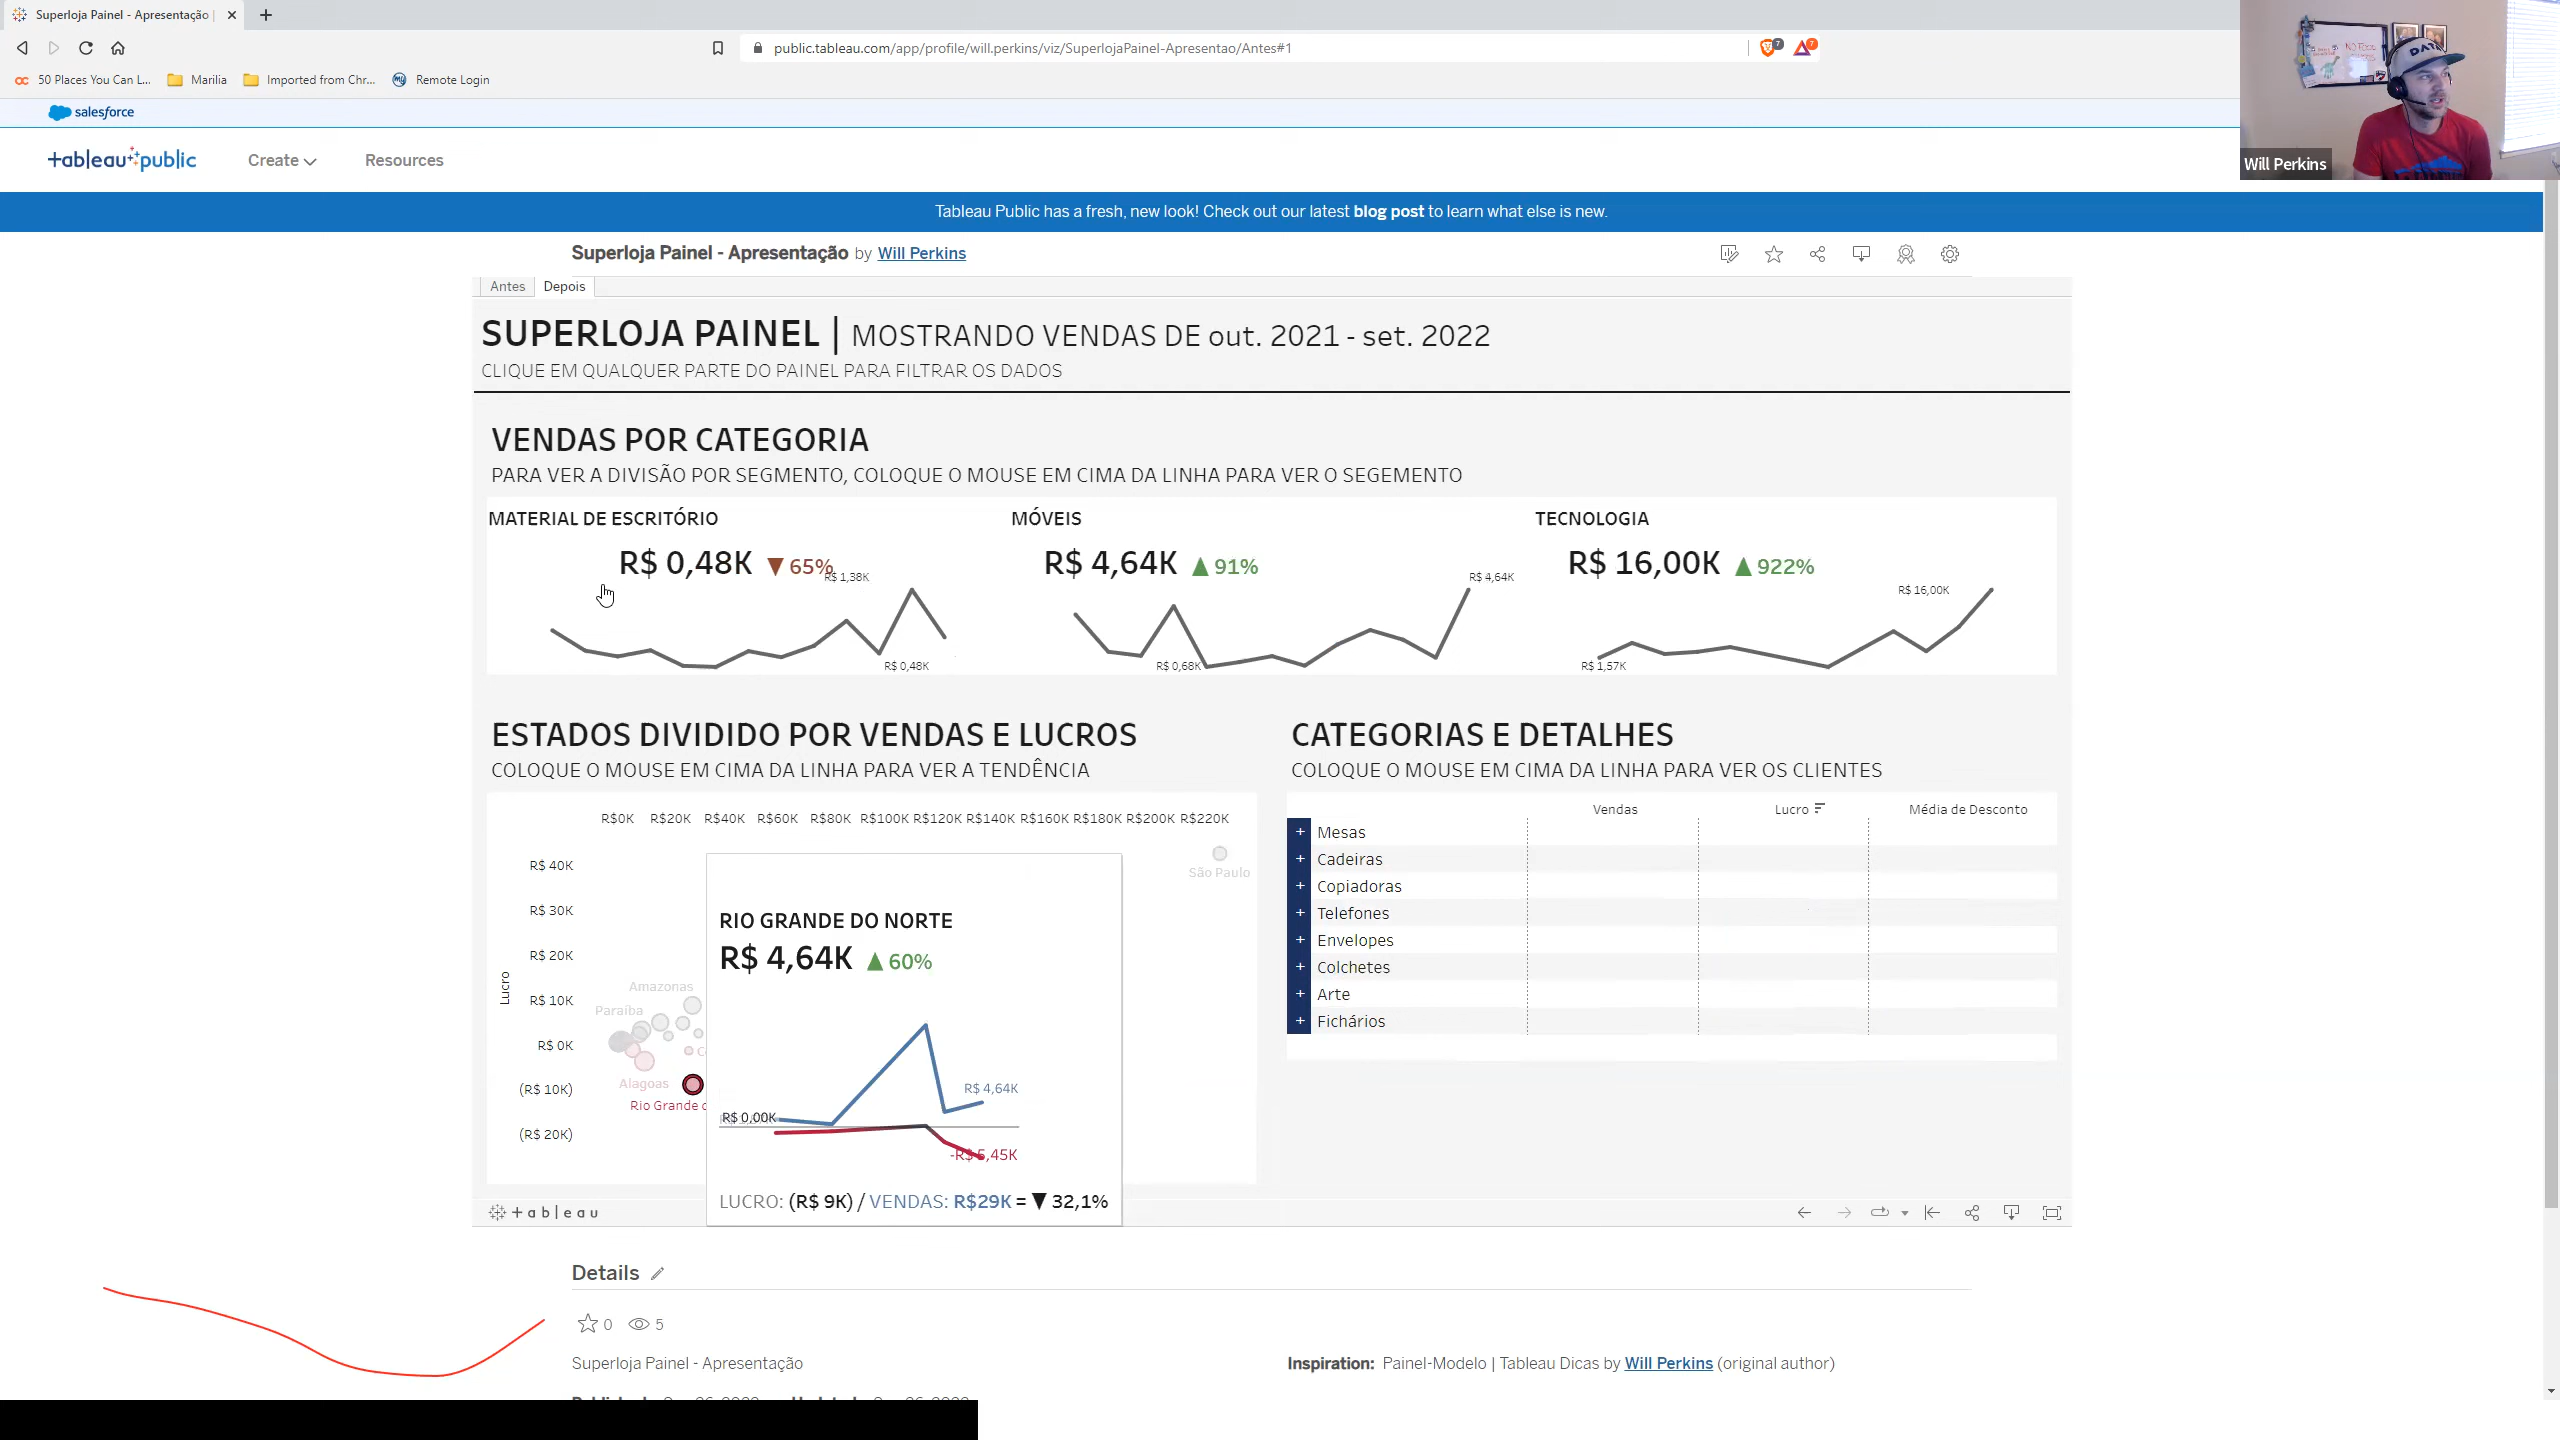 Superloja Painel - Apresentação
public.tableau.com/app/profile/will.perkins/viz/SuperlojaPainel-Apresentao/Antes#1
7
7
50 Places You Can L...
Marilia
Imported from Chr...
Remote Login
DATA
Will Perkins
salesforce
+ableau public
Create
Resources
Tableau Public has a fresh, new look! Check out our latest blog post to learn what else is new.
Superloja Painel - Apresentação by Will Perkins
Antes
Depois
SUPERLOJA PAINEL | MOSTRANDO VENDAS DE out. 2021 - set. 2022
CLIQUE EM QUALQUER PARTE DO PAINEL PARA FILTRAR OS DADOS
VENDAS POR CATEGORIA
PARA VER A DIVISÃO POR SEGMENTO, COLOQUE O MOUSE EM CIMA DA LINHA PARA VER O SEGEMENTO
MATERIAL DE ESCRITÓRIO
R$ 0,48K ▼ 65%
R$ 1,38K
R$ 0,48K
MÓVEIS
R$ 4,64K ▲ 91%
R$ 4,64K
R$ 0,68K
TECNOLOGIA
R$ 16,00K ▲ 922%
R$ 16,00K
R$ 1,57K
ESTADOS DIVIDIDO POR VENDAS E LUCROS
COLOQUE O MOUSE EM CIMA DA LINHA PARA VER A TENDÊNCIA
R$0K R$20K R$40K R$60K R$80K R$100K R$120K R$140K R$160K R$180K R$200K R$220K
Lucro
R$ 40K
R$ 30K
R$ 20K
R$ 10K
R$ 0K
(R$ 10K)
(R$ 20K)
São Paulo
Amazonas
Paraíba
Alagoas
Rio Grande
RIO GRANDE DO NORTE
R$ 4,64K ▲ 60%
R$ 4,64K
R$ 0,00K
-R$ 5,45K
LUCRO: (R$ 9K) / VENDAS: R$29K = ▼ 32,1%
CATEGORIAS E DETALHES
COLOQUE O MOUSE EM CIMA DA LINHA PARA VER OS CLIENTES
Vendas Lucro Média de Desconto
+ Mesas
+ Cadeiras
+ Copiadoras
+ Telefones
+ Envelopes
+ Colchetes
+ Arte
+ Fichários
+ableau
Details
0 5
Superloja Painel - Apresentação
Inspiration: Painel-Modelo | Tableau Dicas by Will Perkins (original author)